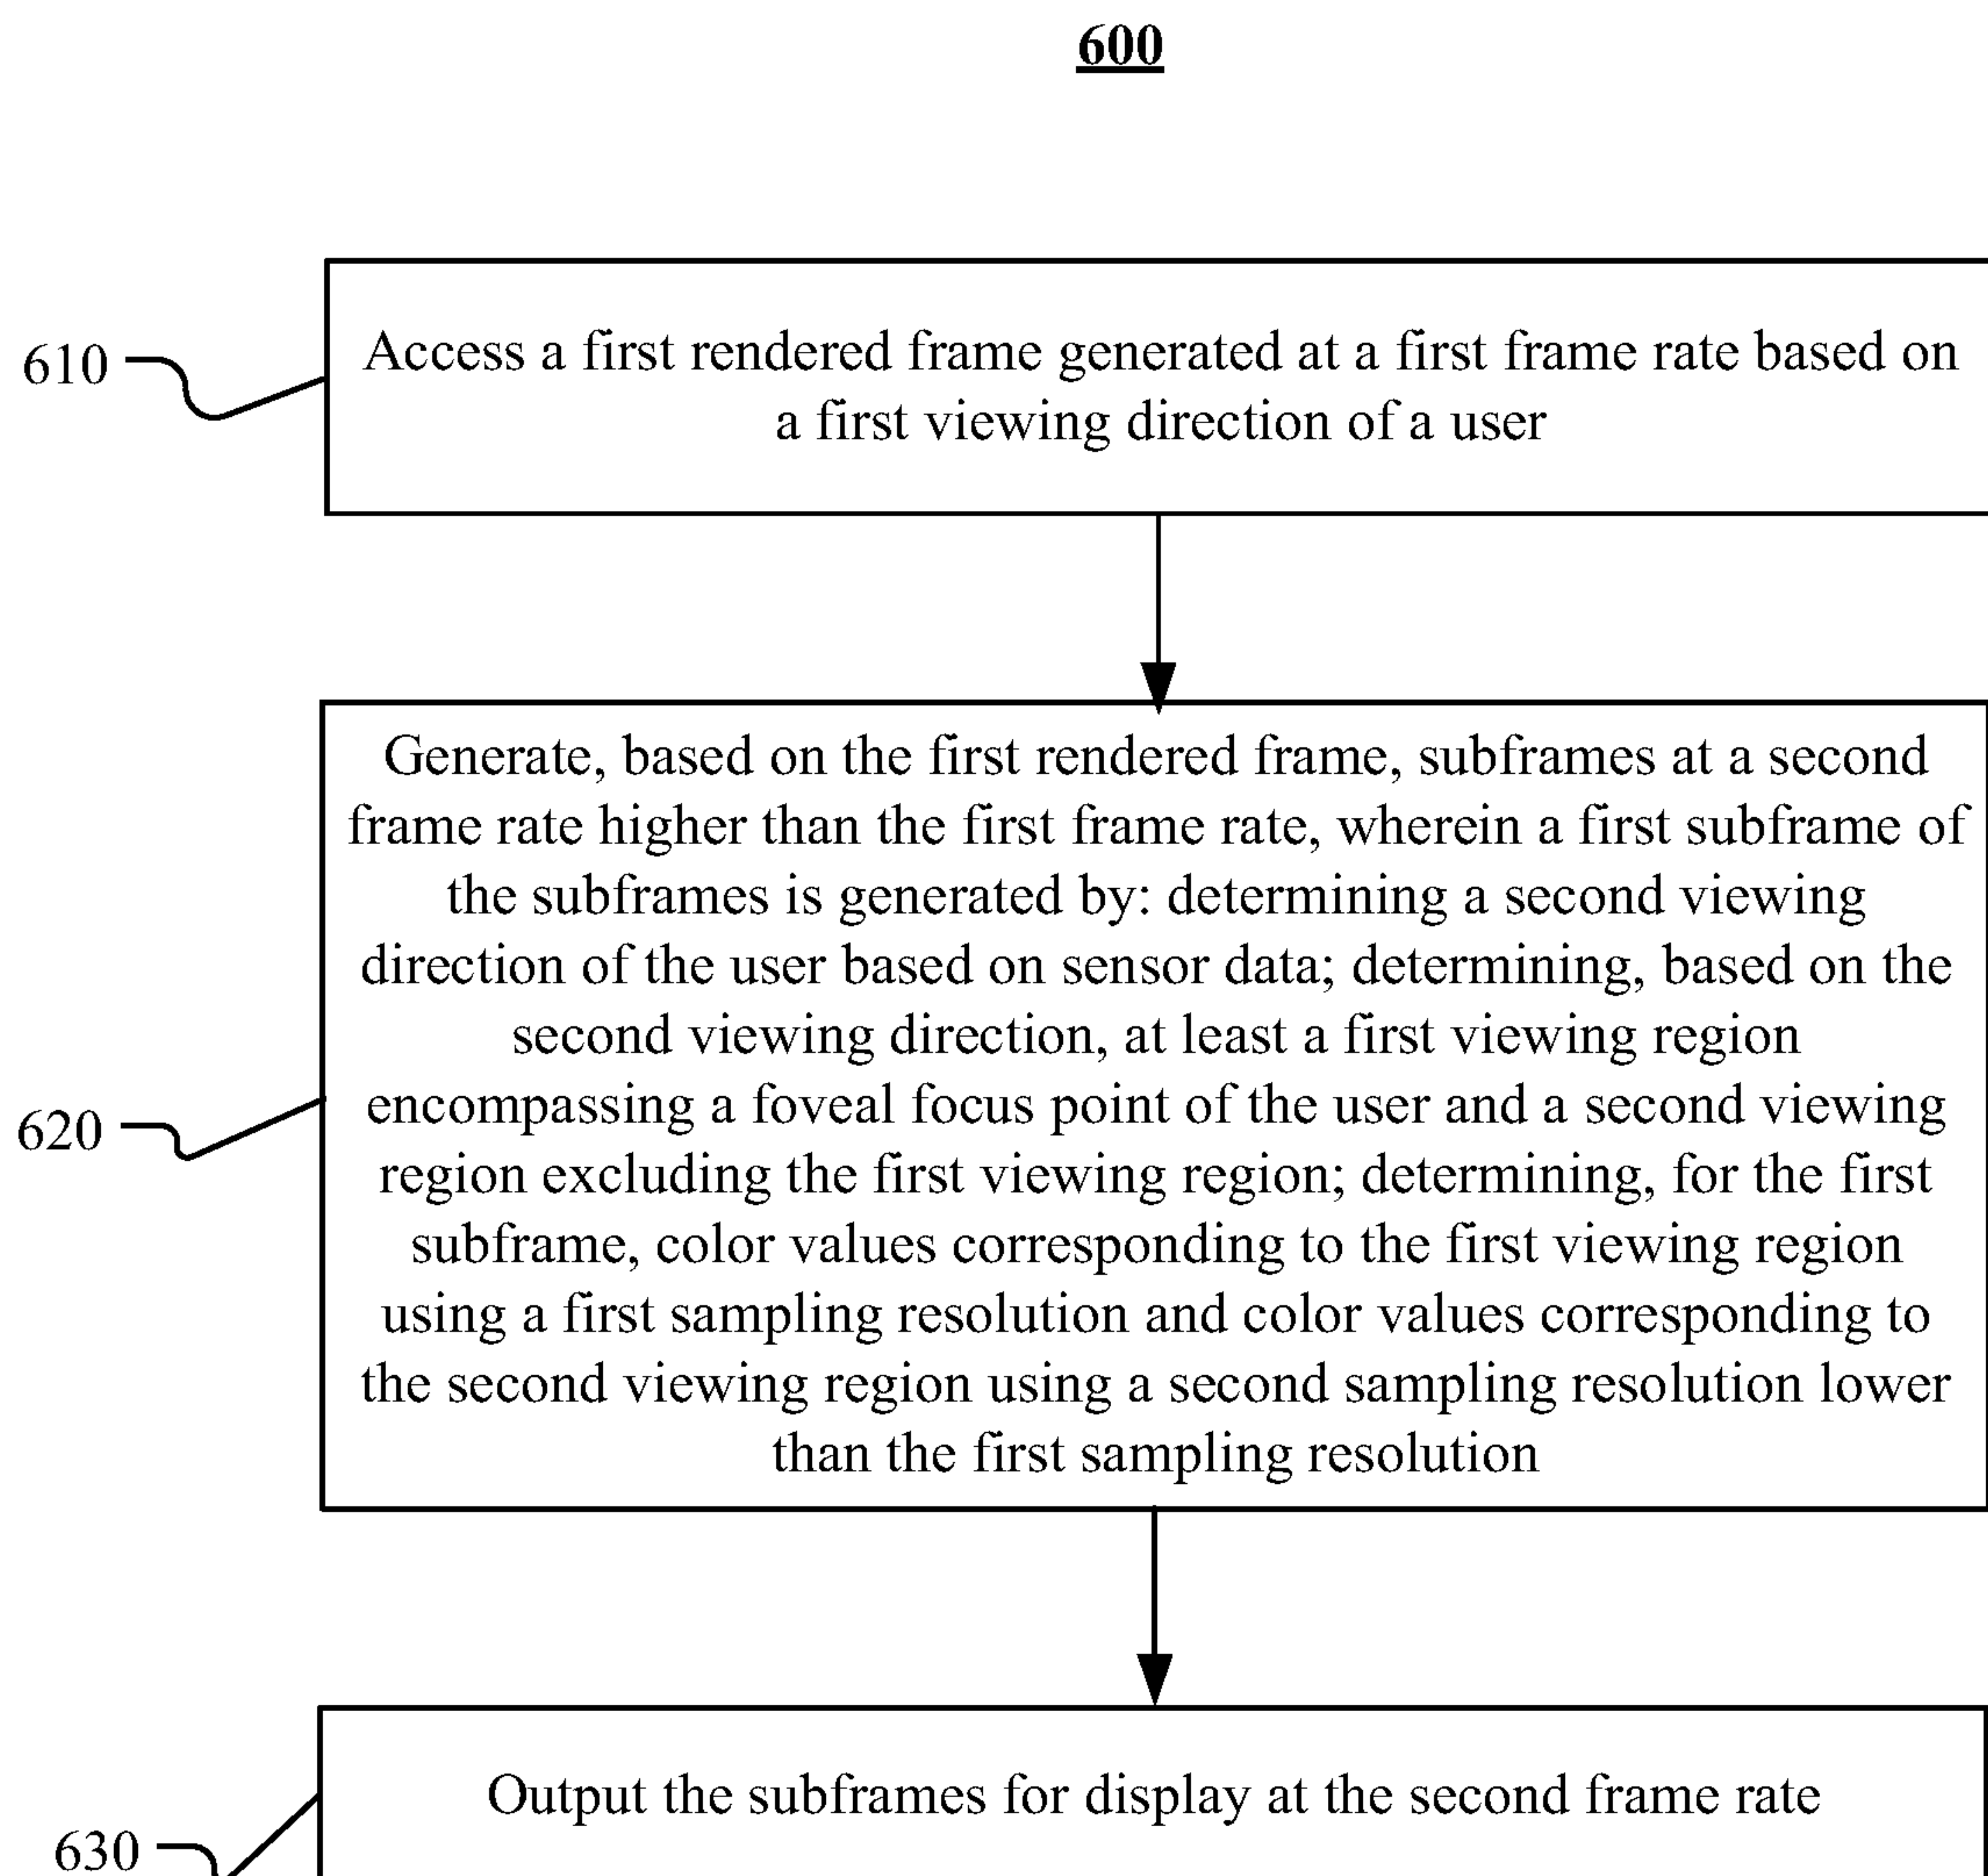 600
610
Access a first rendered frame generated at a first frame rate based on
a first viewing direction of a user
620
Generate, based on the first rendered frame, subframes at a second
frame rate higher than the first frame rate, wherein a first subframe of
the subframes is generated by: determining a second viewing
direction of the user based on sensor data; determining, based on the
second viewing direction, at least a first viewing region
encompassing a foveal focus point of the user and a second viewing
region excluding the first viewing region; determining, for the first
subframe, color values corresponding to the first viewing region
using a first sampling resolution and color values corresponding to
the second viewing region using a second sampling resolution lower
than the first sampling resolution
630
Output the subframes for display at the second frame rate